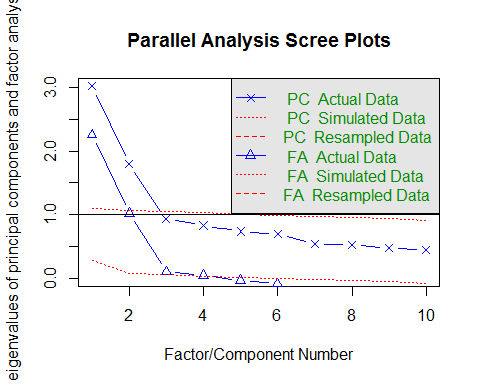 Parallel Analysis Scree Plots
eigenvalues of principal components and factor analys
3.0
2.0
1.0
0.0
PC Actual Data
PC Simulated Data
PC Resampled Data
FA Actual Data
FA Simulated Data
FA Resampled Data
2 4 6 8 10
Factor/Component Number